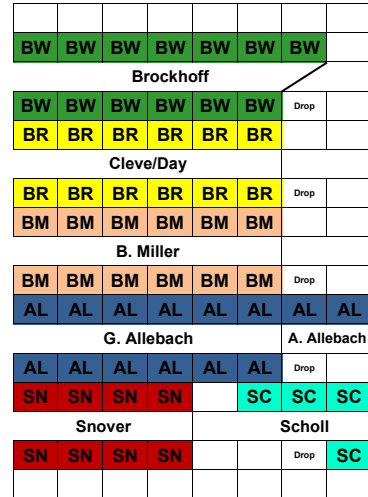 BW BW BW BW BW BW BW
Brockhoff
BW BW BW BW BW BW Drop
BR BR BR BR BR BR
Cleve/Day
BR BR BR BR BR BR Drop
BM BM BM BM BM BM
B. Miller
BM BM BM BM BM BM Drop
AL AL AL AL AL AL AL AL
G. Allebach A. Allebach
AL AL AL AL AL AL Drop
SN SN SN SN SC SC SC
Snover Scholl
SN SN SN SN Drop SC